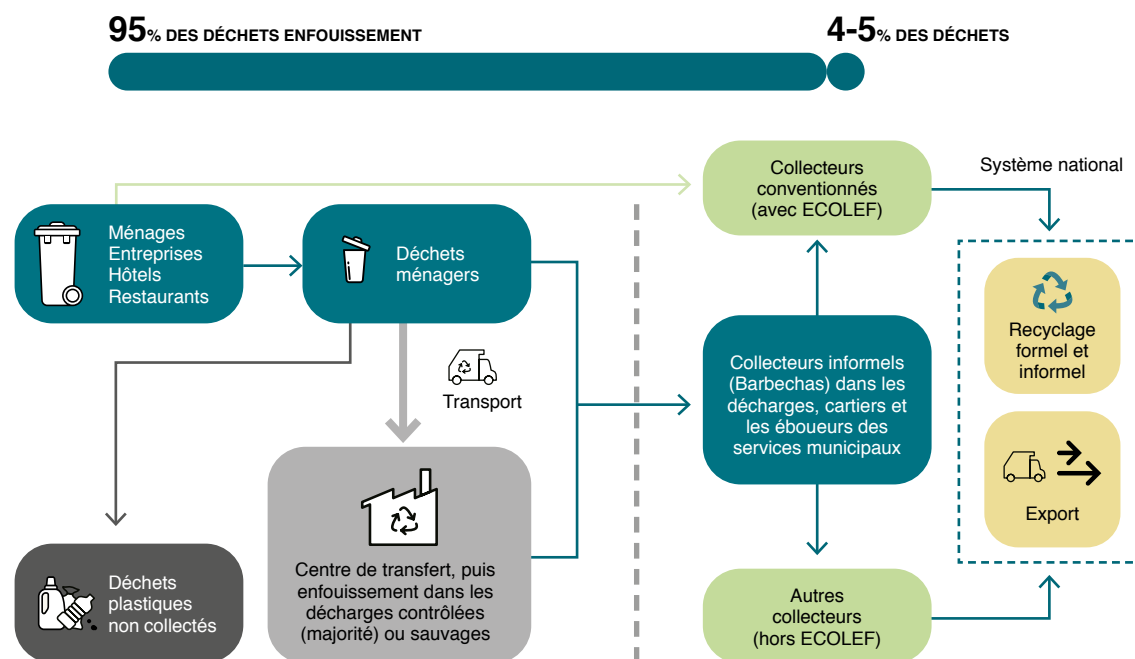 95% DES DÉCHETS ENFOUISSEMENT
4-5% DES DÉCHETS
Collecteurs
conventionnés
(avec ECOLEF)
Système national
Ménages
Entreprises
Hôtels
Restaurants
Déchets
ménagers
Recyclage
formel et
informel
Transport
Collecteurs informels
(Barbechas) dans les
décharges, cartiers et
les éboueurs des
services municipaux
Export
Déchets
plastiques
non collectés
Centre de transfert, puis
enfouissement dans les
décharges contrôlées
(majorité) ou sauvages
Autres
collecteurs
(hors ECOLEF)